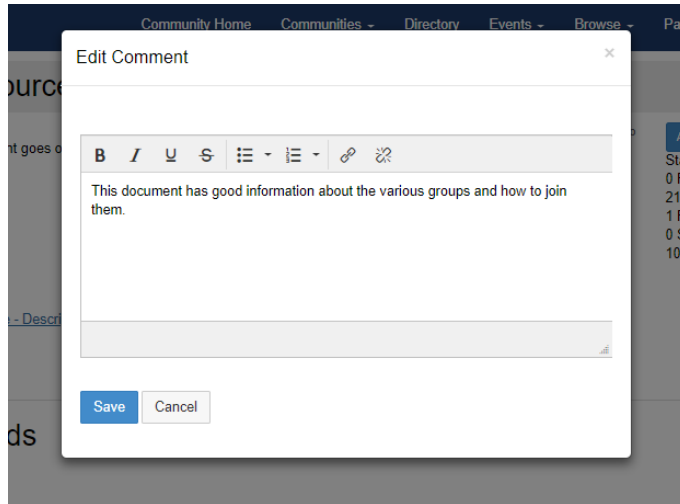 Community Home Communities Directory Events Browse
Edit Comment
×
nt goes o
B I U S
This document has good information about the various groups and how to join
them.
- Descri
Save Cancel
ds